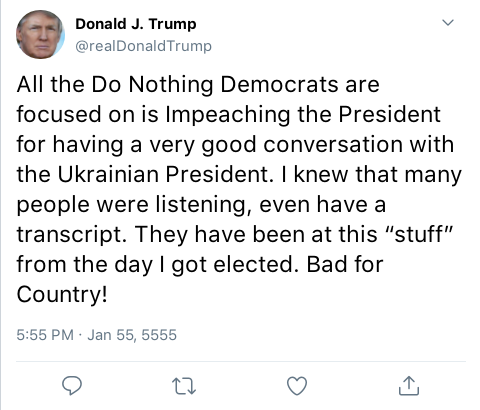 Donald J. Trump
@realDonaldTrump
All the Do Nothing Democrats are
focused on is Impeaching the President
for having a very good conversation with
the Ukrainian President. I knew that many
people were listening, even have a
transcript. They have been at this “stuff”
from the day I got elected. Bad for
Country!
5:55 PM · Jan 55, 5555